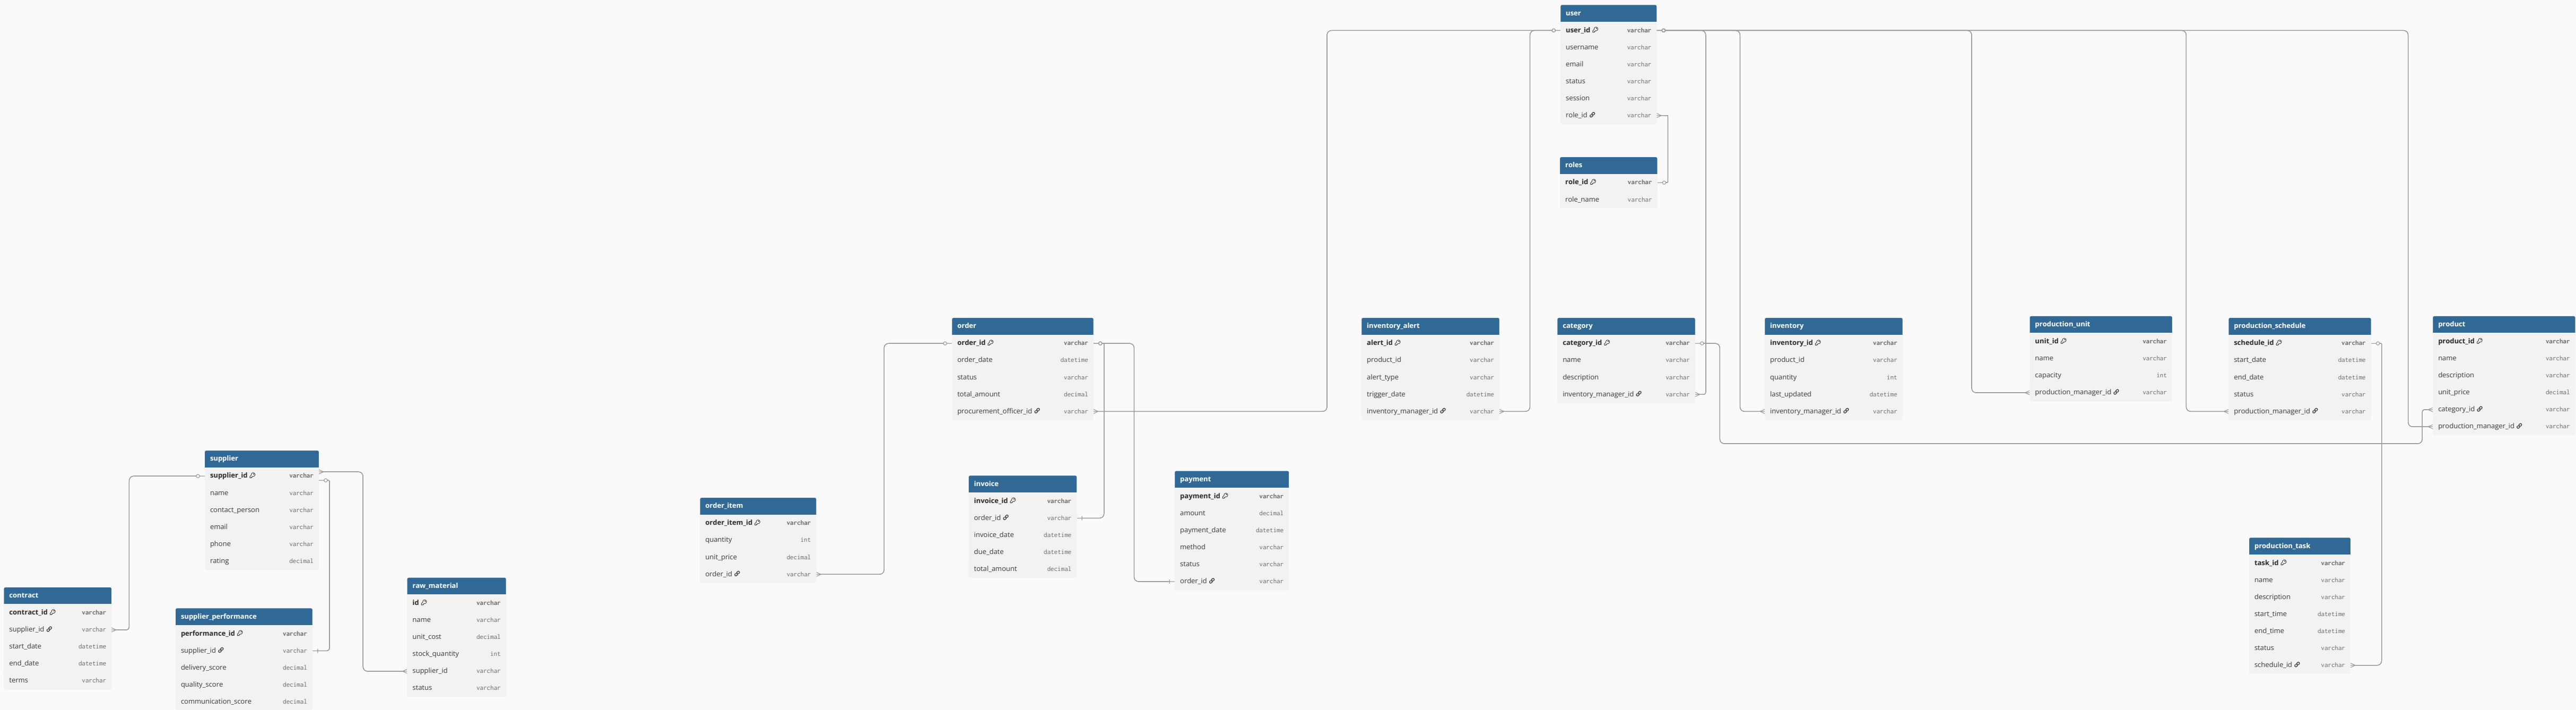 user
user_id varchar
username varchar
email varchar
status varchar
session varchar
role_id varchar
roles
role_id varchar
role_name varchar
order
order_id varchar
order_date datetime
status varchar
total_amount decimal
procurement_officer_id varchar
inventory_alert
alert_id varchar
product_id varchar
alert_type varchar
trigger_date datetime
inventory_manager_id varchar
category
category_id varchar
name varchar
description varchar
inventory_manager_id varchar
inventory
inventory_id varchar
product_id varchar
quantity int
last_updated datetime
inventory_manager_id varchar
production_unit
unit_id varchar
name varchar
capacity int
production_manager_id varchar
production_schedule
schedule_id varchar
start_date datetime
end_date datetime
status varchar
production_manager_id varchar
product
product_id varchar
name varchar
description varchar
unit_price decimal
category_id varchar
production_manager_id varchar
supplier
supplier_id varchar
name varchar
contact_person varchar
email varchar
phone varchar
rating decimal
order_item
order_item_id varchar
quantity int
unit_price decimal
order_id varchar
invoice
invoice_id varchar
order_id varchar
invoice_date datetime
due_date datetime
total_amount decimal
payment
payment_id varchar
amount decimal
payment_date datetime
method varchar
status varchar
order_id varchar
production_task
task_id varchar
name varchar
description varchar
start_time datetime
end_time datetime
status varchar
schedule_id varchar
contract
contract_id varchar
supplier_id varchar
start_date datetime
end_date datetime
terms varchar
supplier_performance
performance_id varchar
supplier_id varchar
delivery_score decimal
quality_score decimal
communication_score decimal
raw_material
id varchar
name varchar
unit_cost decimal
stock_quantity int
supplier_id varchar
status varchar